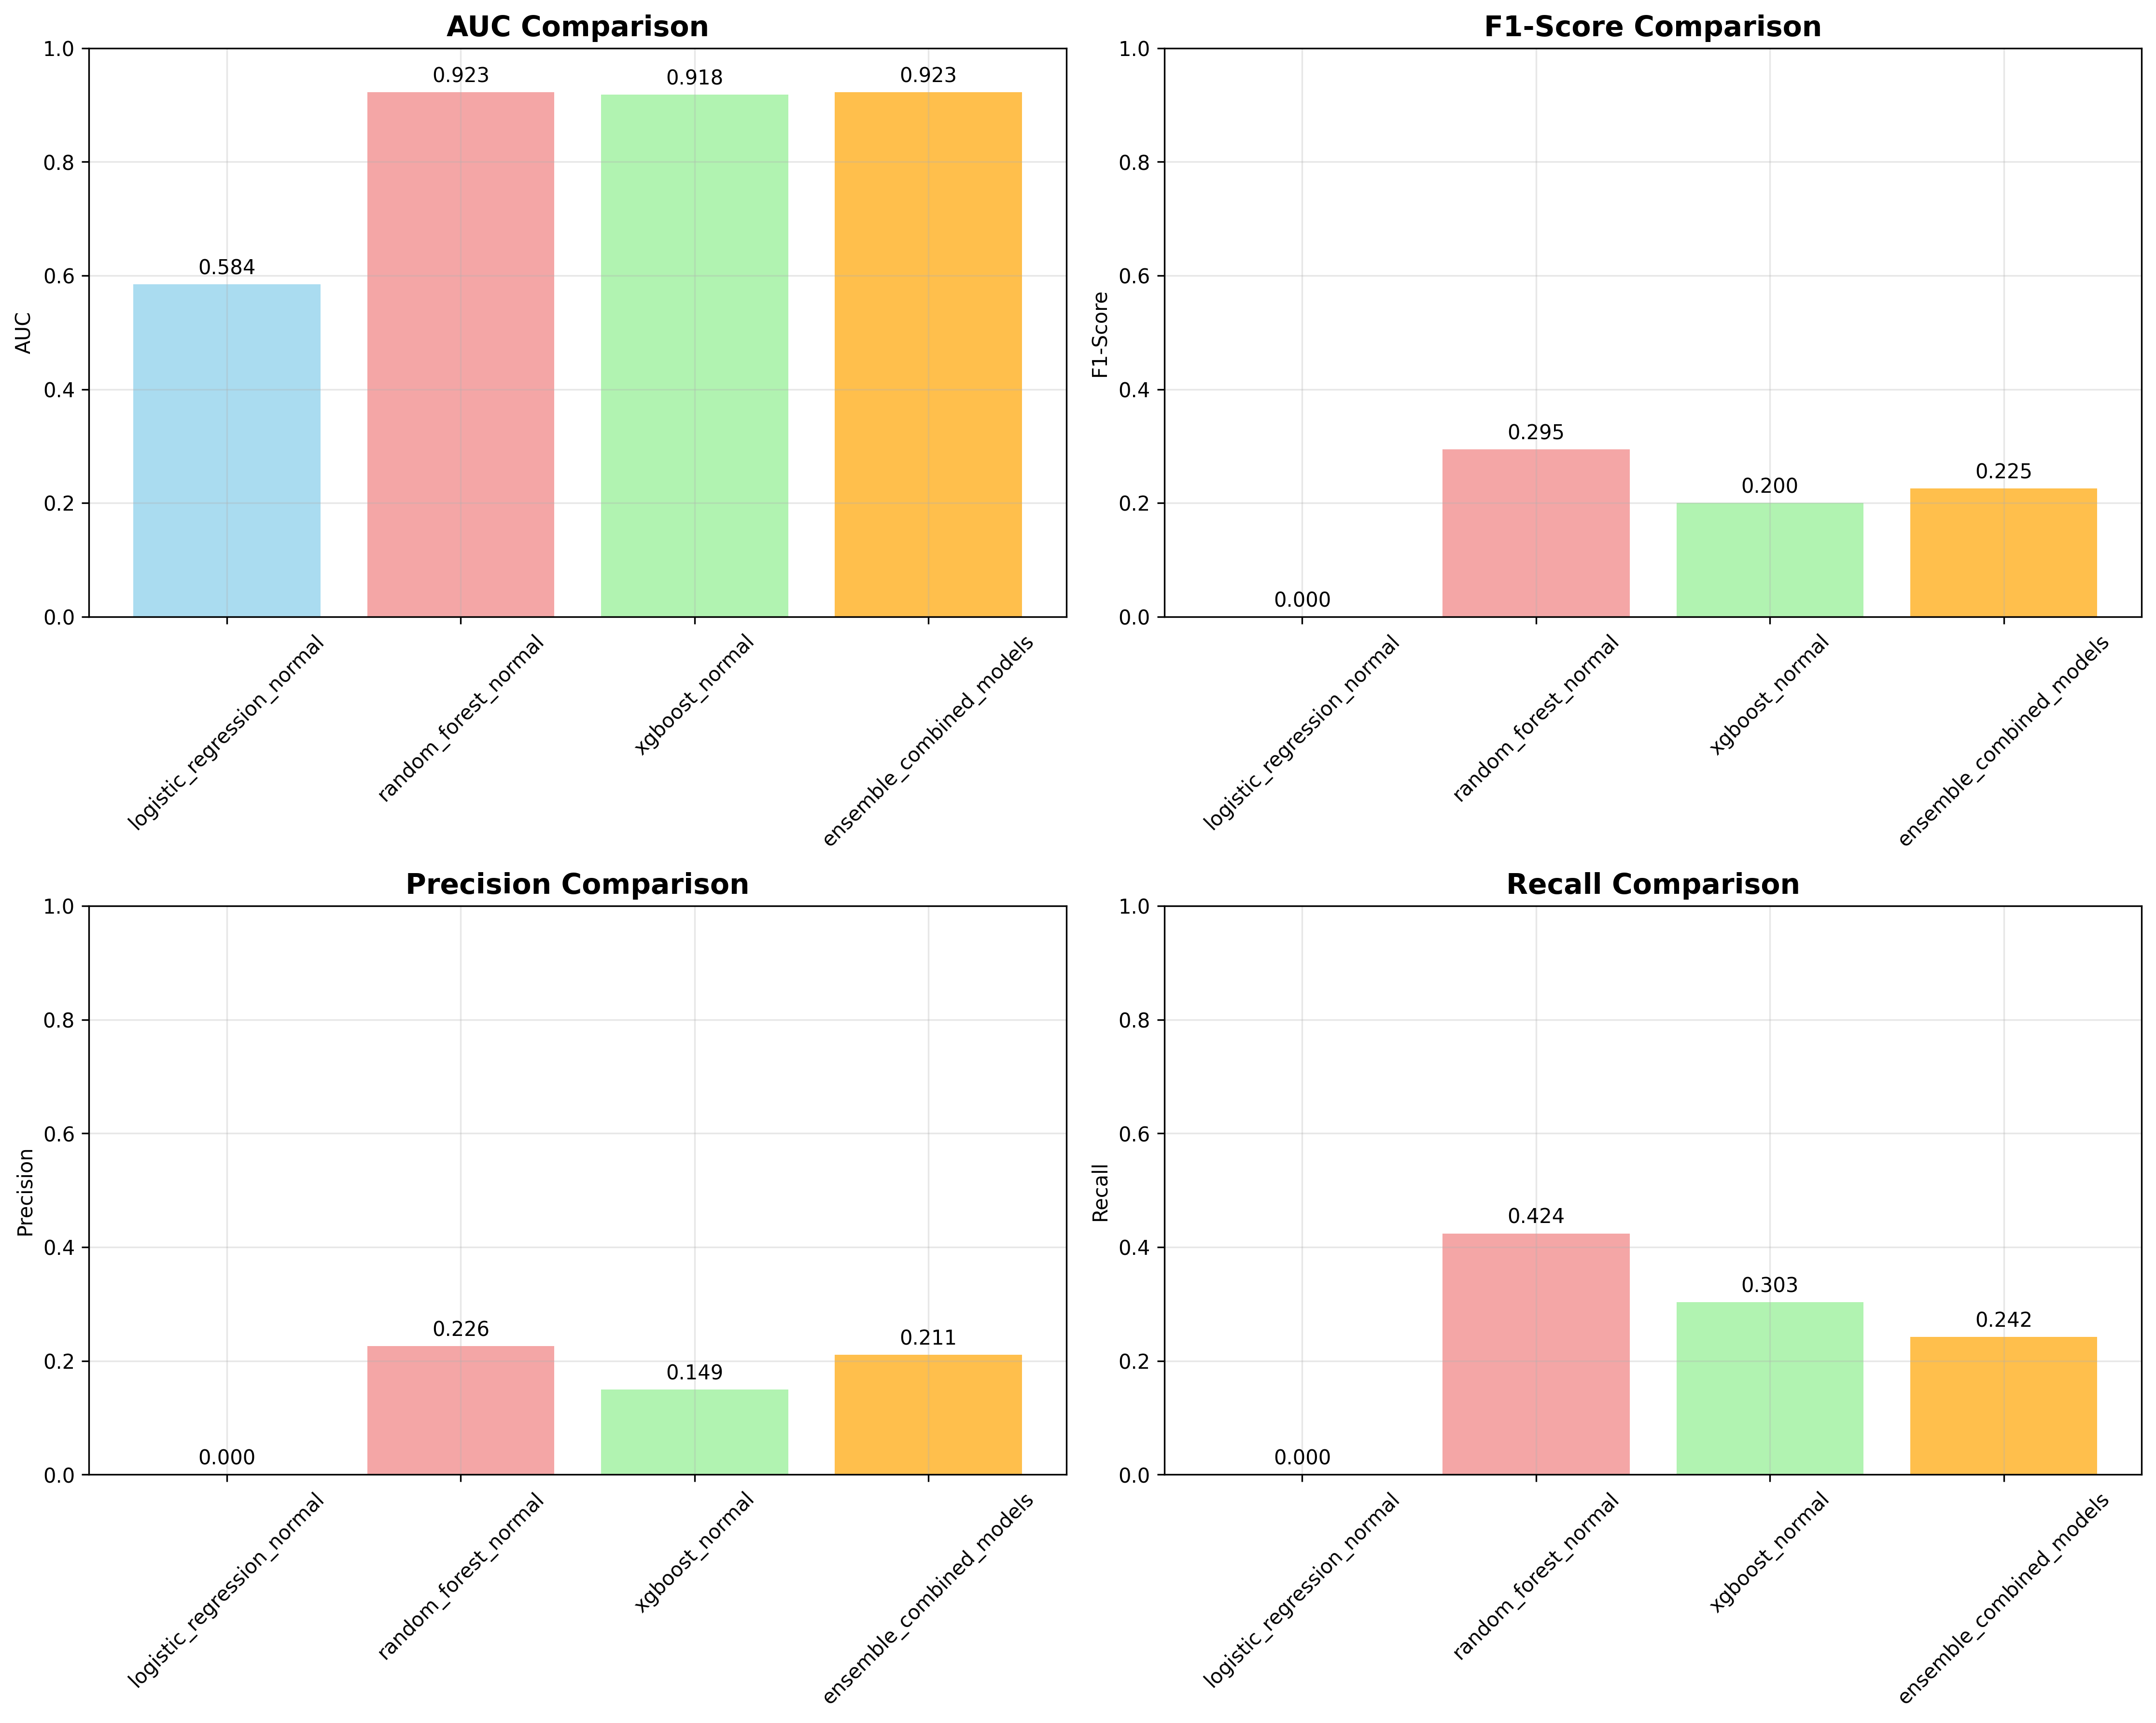 AUC Comparison
AUC
1.0
0.8
0.6
0.4
0.2
0.0
0.584
0.923
0.918
0.923
logistic_regression_normal
random_forest_normal
xgboost_normal
ensemble_combined_models
F1-Score Comparison
F1-Score
1.0
0.8
0.6
0.4
0.2
0.0
0.000
0.295
0.200
0.225
logistic_regression_normal
random_forest_normal
xgboost_normal
ensemble_combined_models
Precision Comparison
Precision
1.0
0.8
0.6
0.4
0.2
0.0
0.000
0.226
0.149
0.211
logistic_regression_normal
random_forest_normal
xgboost_normal
ensemble_combined_models
Recall Comparison
Recall
1.0
0.8
0.6
0.4
0.2
0.0
0.000
0.424
0.303
0.242
logistic_regression_normal
random_forest_normal
xgboost_normal
ensemble_combined_models